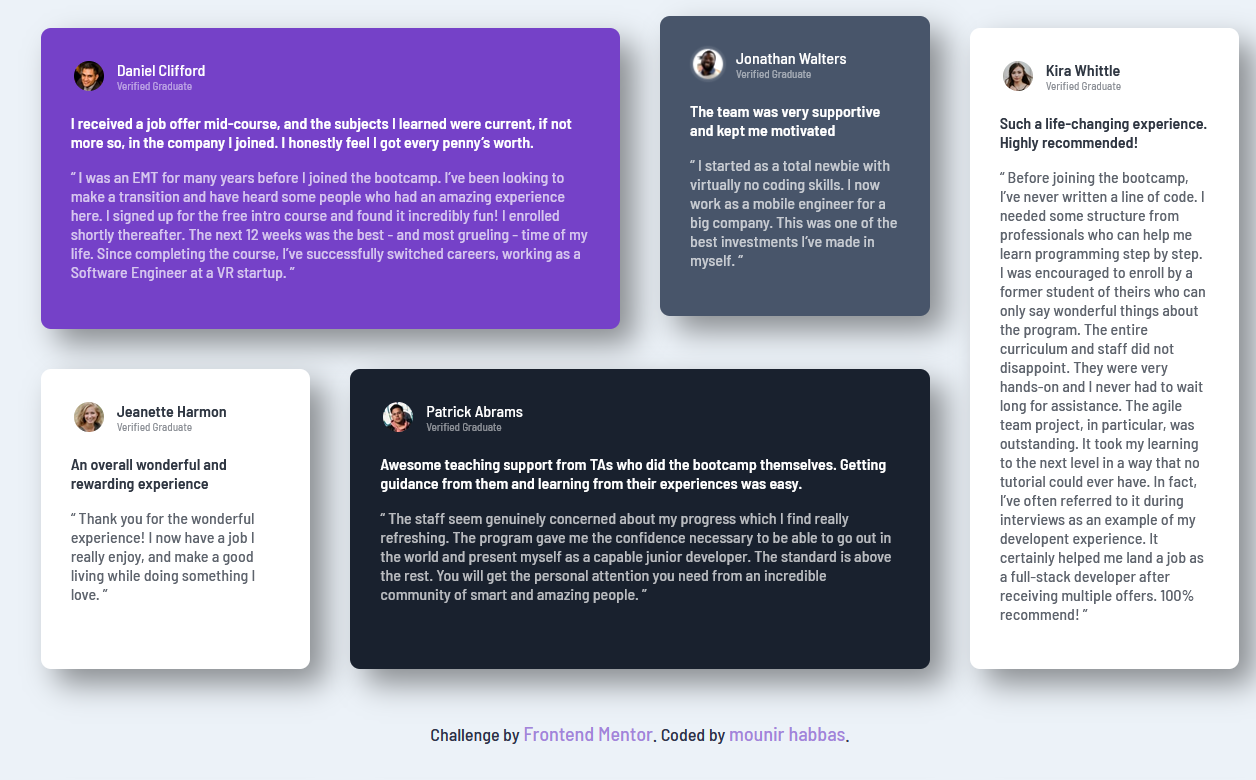 Daniel Clifford
Verified Graduate
I received a job offer mid-course, and the subjects I learned were current, if not
more so, in the company I joined. I honestly feel I got every penny’s worth.
“ I was an EMT for many years before I joined the bootcamp. I’ve been looking to
make a transition and have heard some people who had an amazing experience
here. I signed up for the free intro course and found it incredibly fun! I enrolled
shortly thereafter. The next 12 weeks was the best - and most grueling - time of my
life. Since completing the course, I’ve successfully switched careers, working as a
Software Engineer at a VR startup. ”
Jonathan Walters
Verified Graduate
The team was very supportive
and kept me motivated
“ I started as a total newbie with
virtually no coding skills. I now
work as a mobile engineer for a
big company. This was one of the
best investments I’ve made in
myself. ”
Kira Whittle
Verified Graduate
Such a life-changing experience.
Highly recommended!
“ Before joining the bootcamp,
I’ve never written a line of code. I
needed some structure from
professionals who can help me
learn programming step by step.
I was encouraged to enroll by a
former student of theirs who can
only say wonderful things about
the program. The entire
curriculum and staff did not
disappoint. They were very
hands-on and I never had to wait
long for assistance. The agile
team project, in particular, was
outstanding. It took my learning
to the next level in a way that no
tutorial could ever have. In fact,
I’ve often referred to it during
interviews as an example of my
developent experience. It
certainly helped me land a job as
a full-stack developer after
receiving multiple offers. 100%
recommend! ”
Jeanette Harmon
Verified Graduate
An overall wonderful and
rewarding experience
“ Thank you for the wonderful
experience! I now have a job I
really enjoy, and make a good
living while doing something I
love. ”
Patrick Abrams
Verified Graduate
Awesome teaching support from TAs who did the bootcamp themselves. Getting
guidance from them and learning from their experiences was easy.
“ The staff seem genuinely concerned about my progress which I find really
refreshing. The program gave me the confidence necessary to be able to go out in
the world and present myself as a capable junior developer. The standard is above
the rest. You will get the personal attention you need from an incredible
community of smart and amazing people. ”
Challenge by Frontend Mentor. Coded by mounir habbas.